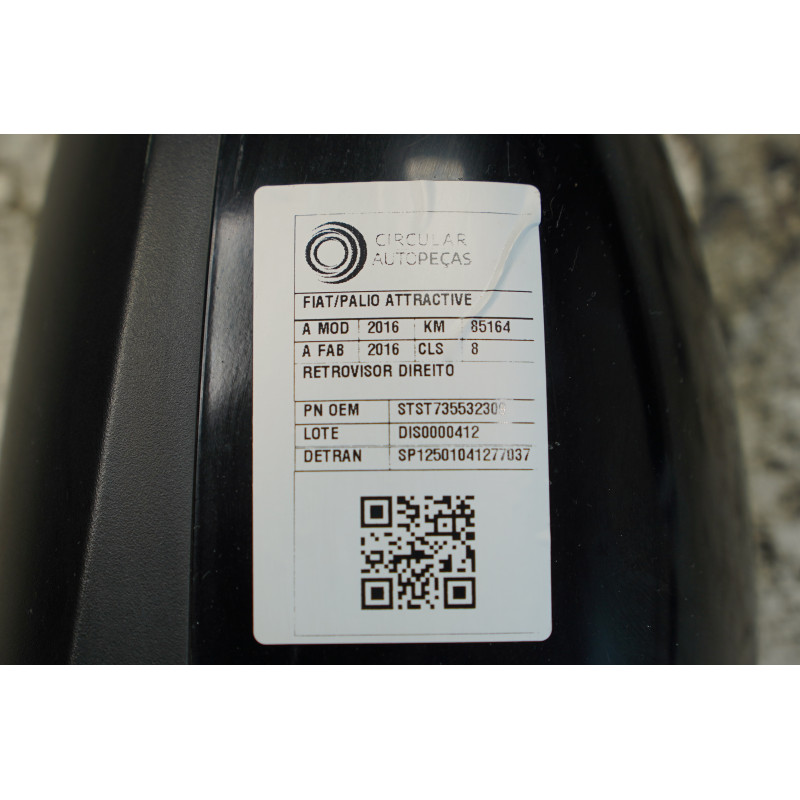 CIRCULAR
AUTOPEÇAS
FIAT/PALIO ATTRACTIVE
A MOD 2016 KM 85164
A FAB 2016 CLS 8
RETROVISOR DIREITO
PN OEM
LOTE DIS0000412
DETRAN SP12501041277037